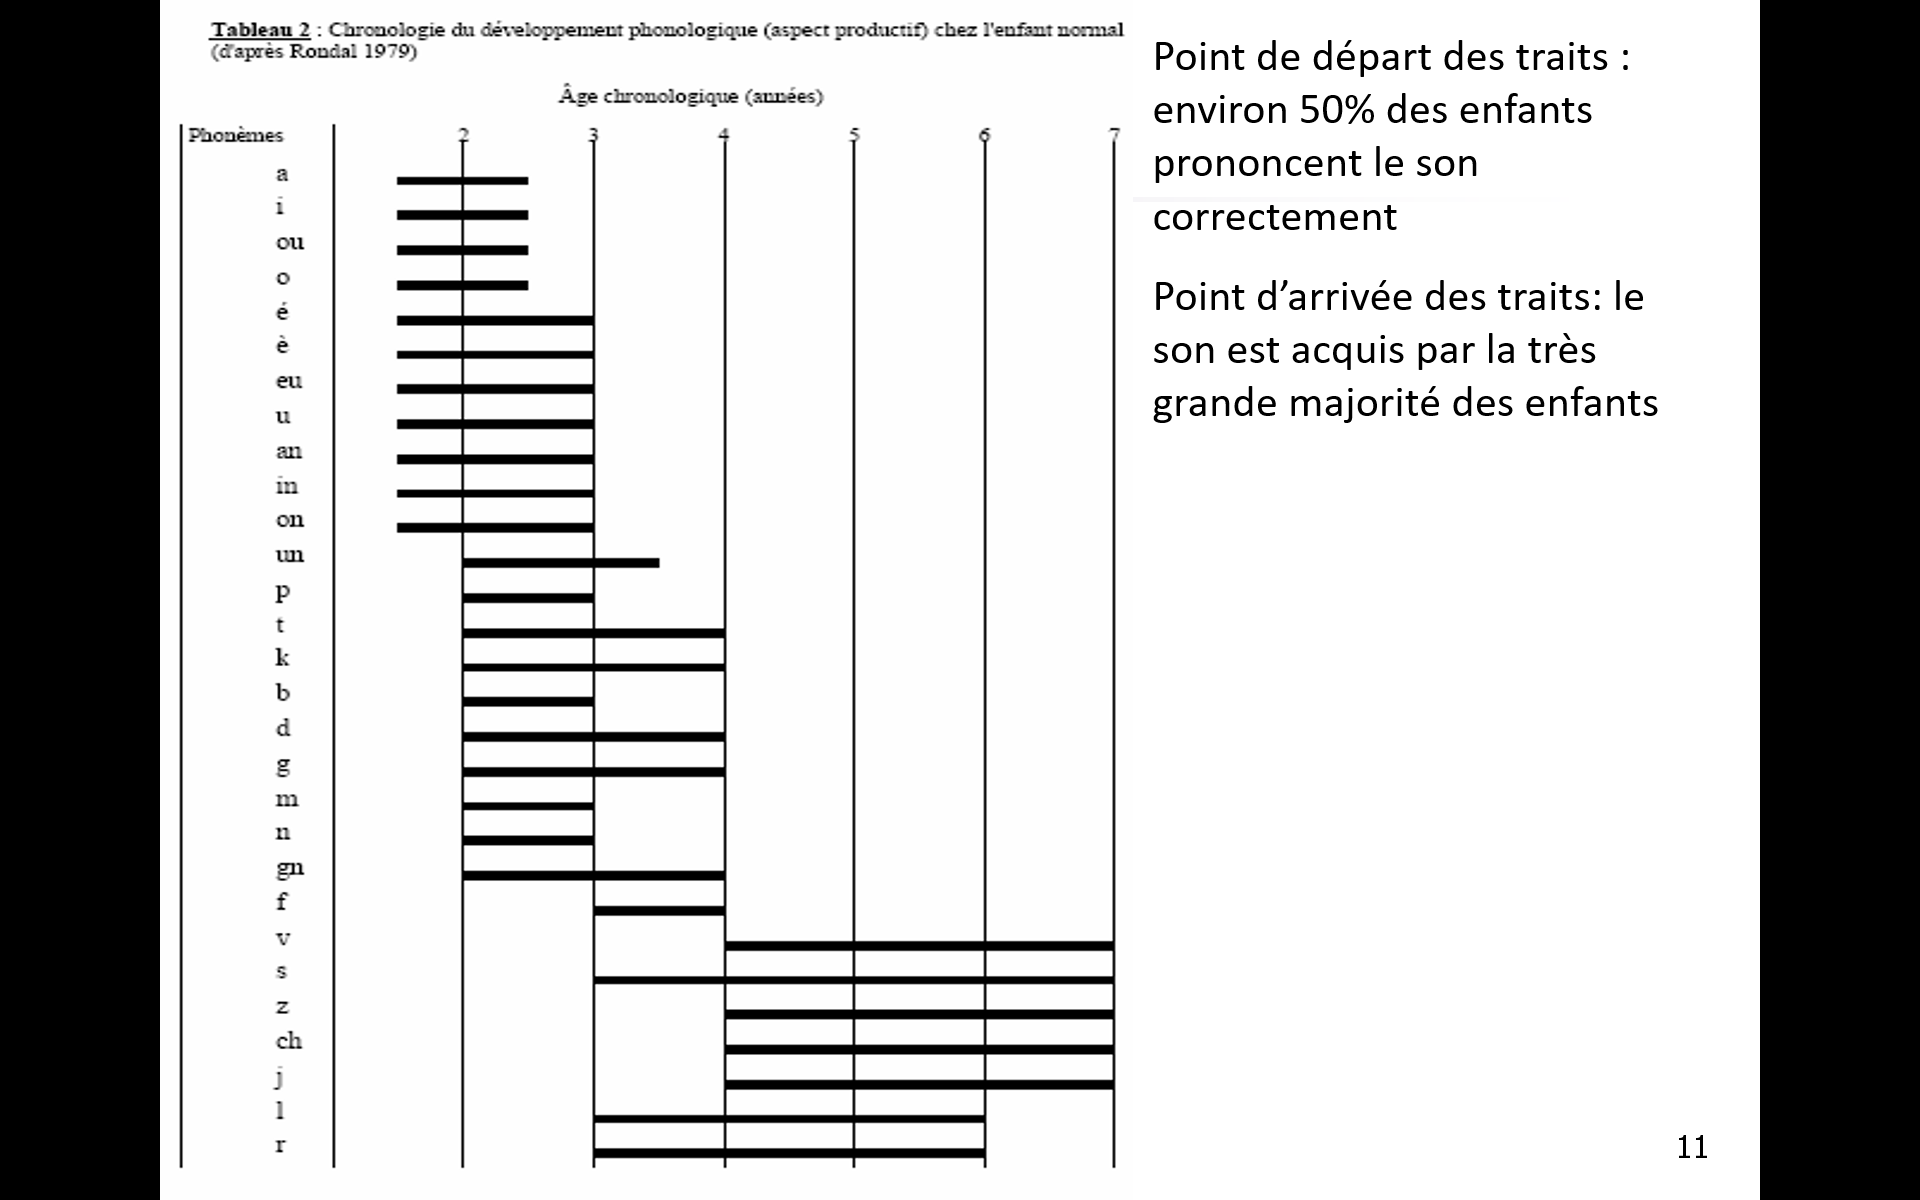 Tableau 2 : Chronologie du développement phonologique (aspect productif) chez l'enfant normal
(d'après Rondal 1979)
Âge chronologique (années)
Phonèmes 2 3 4 5 6 7
a
i
ou
o
é
è
eu
u
an
in
on
un
p
t
k
b
d
g
m
n
gn
f
v
s
z
ch
j
l
r
Point de départ des traits :
environ 50% des enfants
prononcent le son
correctement
Point d’arrivée des traits: le
son est acquis par la très
grande majorité des enfants
11